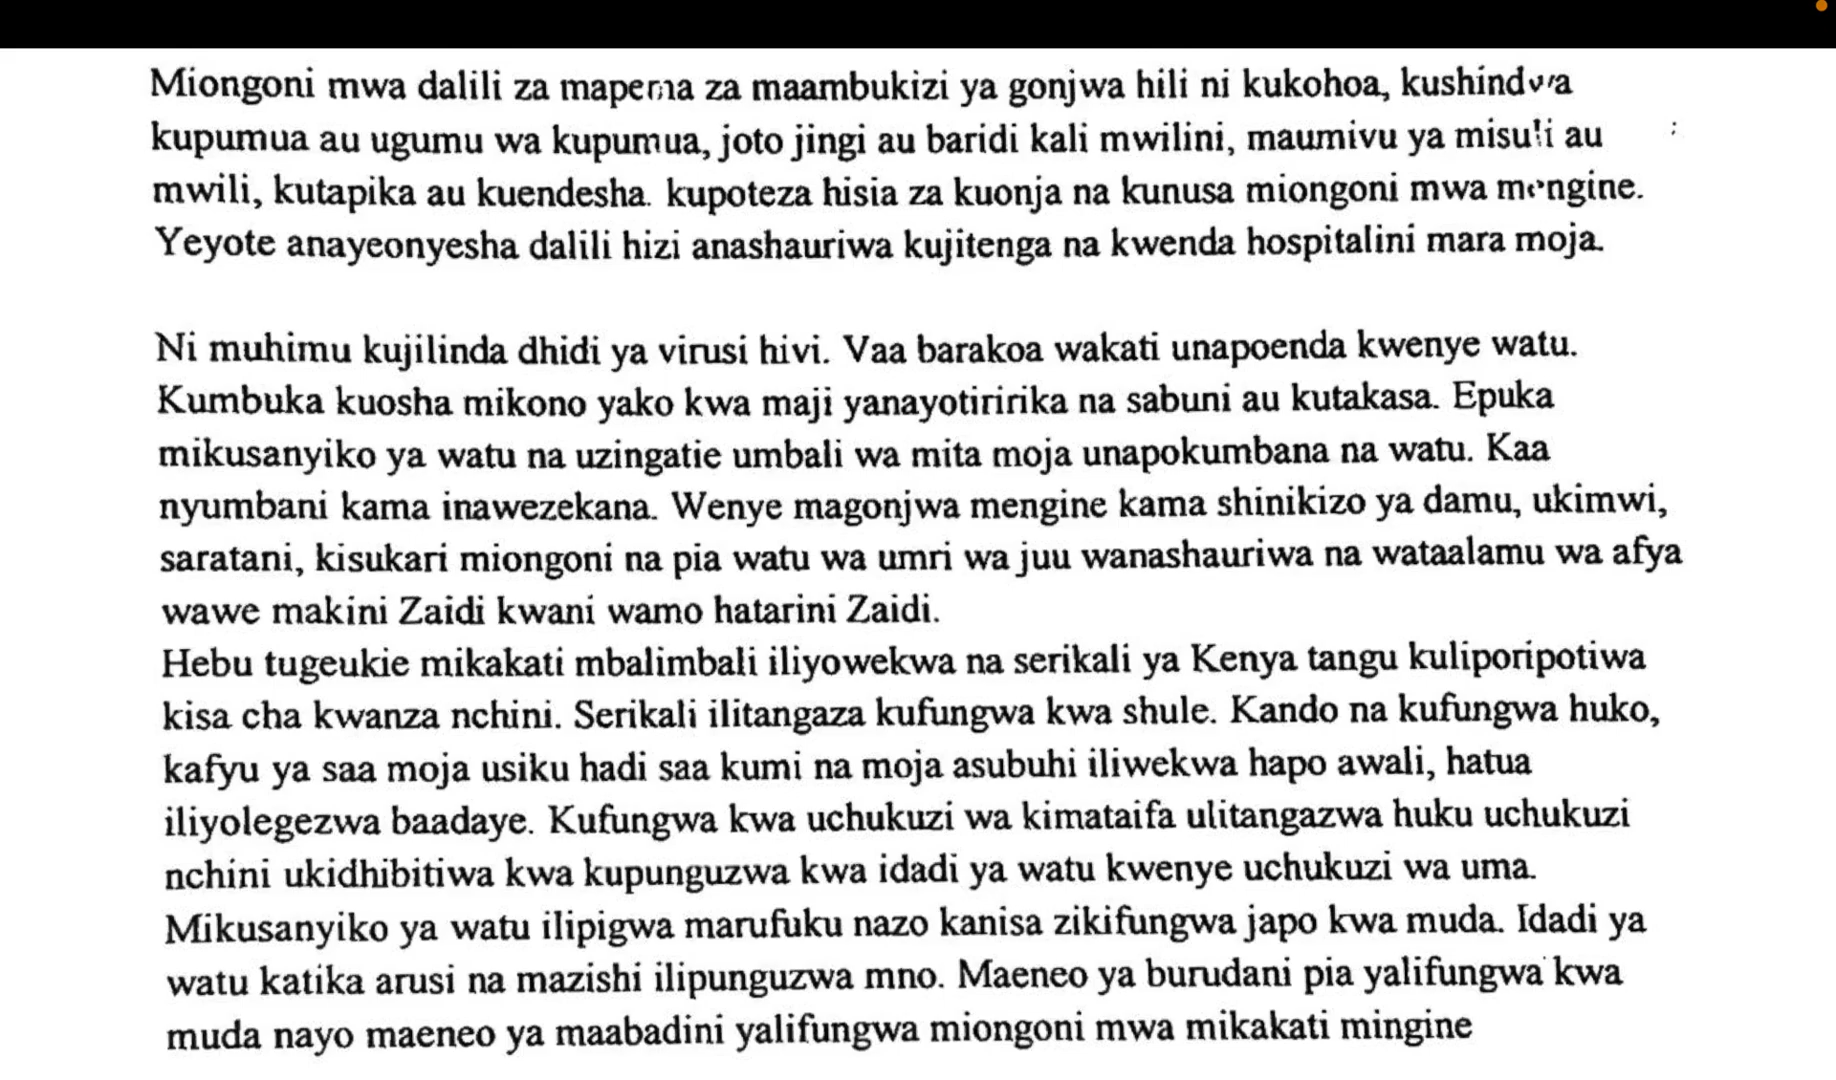 Miongoni mwa dalili za mapema za maambukizi ya gonjwa hili ni kukohoa, kushindwa
kupumua au ugumu wa kupumua, joto jingi au baridi kali mwilini, maumivu ya misuli au
mwili, kutapika au kuendesha. kupoteza hisia za kuonja na kunusa miongoni mwa mengine.
Yeyote anayeonyesha dalili hizi anashauriwa kujitenga na kwenda hospitalini mara moja.
Ni muhimu kujilinda dhidi ya virusi hivi. Vaa barakoa wakati unapoenda kwenye watu.
Kumbuka kuosha mikono yako kwa maji yanayotiririka na sabuni au kutakasa. Epuka
mikusanyiko ya watu na uzingatie umbali wa mita moja unapokumbana na watu. Kaa
nyumbani kama inawezekana. Wenye magonjwa mengine kama shinikizo ya damu, ukimwi,
saratani, kisukari miongoni na pia watu wa umri wa juu wanashauriwa na wataalamu wa afya
wawe makini Zaidi kwani wamo hatarini Zaidi.
Hebu tugeukie mikakati mbalimbali iliyowekwa na serikali ya Kenya tangu kuliporipotiwa
kisa cha kwanza nchini. Serikali ilitangaza kufungwa kwa shule. Kando na kufungwa huko,
kafyu ya saa moja usiku hadi saa kumi na moja asubuhi iliwekwa hapo awali, hatua
iliyolegezwa baadaye. Kufungwa kwa uchukuzi wa kimataifa ulitangazwa huku uchukuzi
nchini ukidhibitiwa kwa kupunguzwa kwa idadi ya watu kwenye uchukuzi wa uma.
Mikusanyiko ya watu ilipigwa marufuku nazo kanisa zikifungwa japo kwa muda. Idadi ya
watu katika arusi na mazishi ilipunguzwa mno. Maeneo ya burudani pia yalifungwa kwa
muda nayo maeneo ya maabadini yalifungwa miongoni mwa mikakati mingine